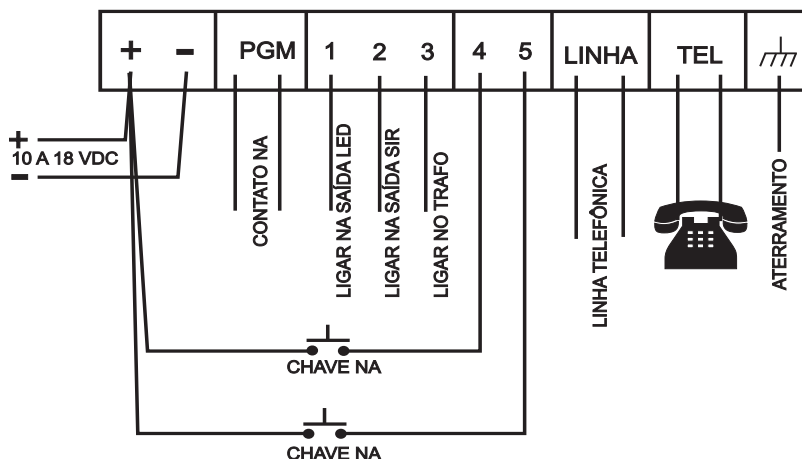 + - PGM 1 2 3 4 5 LINHA TEL
+
10 A 18 VDC
-
CONTATO NA
LIGAR NA SAÍDA LED
LIGAR NA SAÍDA SIR
LIGAR NO TRAFO
LINHA TELEFÔNICA
ATERRAMENTO
CHAVE NA
CHAVE NA